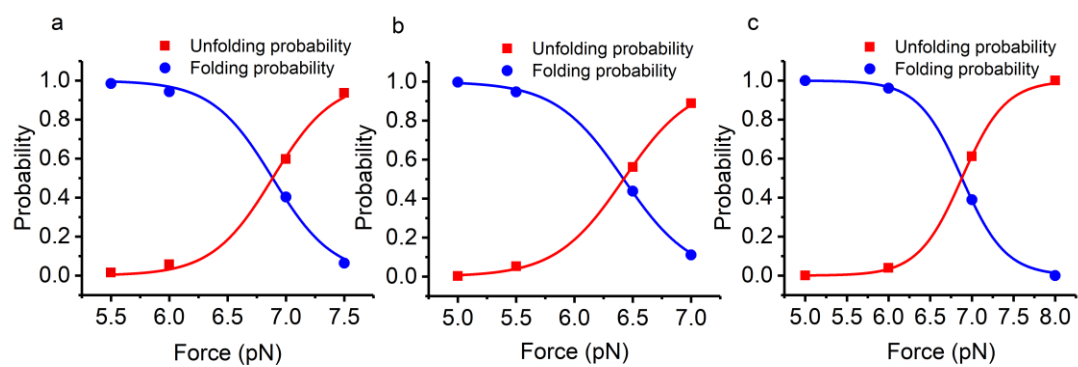 a
Unfolding probability
Folding probability
1.0
0.8
0.6
0.4
0.2
0.0
Probability
5.5 6.0 6.5 7.0 7.5
Force (pN)
b
Unfolding probability
Folding probability
1.0
0.8
0.6
0.4
0.2
0.0
Probability
5.0 5.5 6.0 6.5 7.0
Force (pN)
c
Unfolding probability
Folding probability
1.0
0.8
0.6
0.4
0.2
0.0
Probability
5.0 5.5 6.0 6.5 7.0 7.5 8.0
Force (pN)